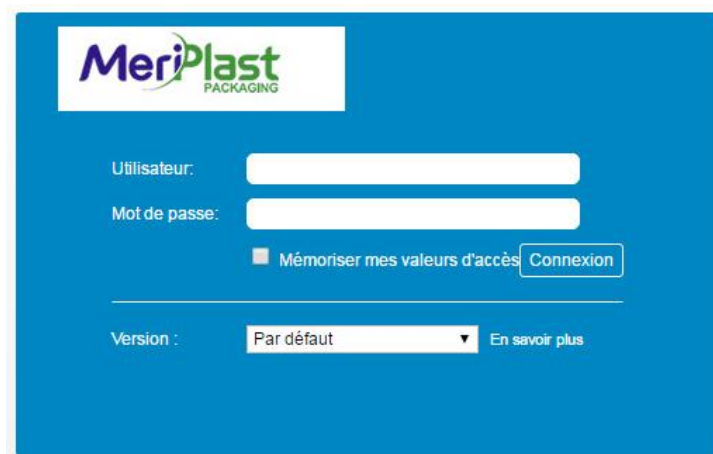 MeriPlast
PACKAGING
Utilisateur:
Mot de passe:
Mémoriser mes valeurs d'accès Connexion
Version : Par défaut En savoir plus